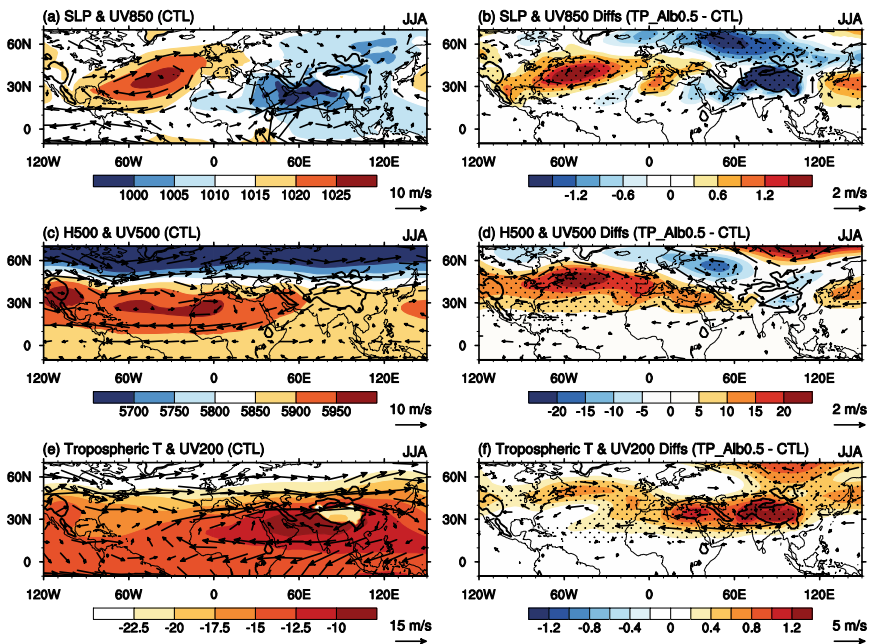 (a) SLP & UV850 (CTL) JJA
60N
30N
0
120W 60W 0 60E 120E
1000 1005 1010 1015 1020 1025
10 m/s
(b) SLP & UV850 Diffs (TP_Alb0.5 - CTL) JJA
60N
30N
0
120W 60W 0 60E 120E
-1.2 -0.6 0 0.6 1.2
2 m/s
(c) H500 & UV500 (CTL) JJA
60N
30N
0
120W 60W 0 60E 120E
5700 5750 5800 5850 5900 5950
10 m/s
(d) H500 & UV500 Diffs (TP_Alb0.5 - CTL) JJA
60N
30N
0
120W 60W 0 60E 120E
-20 -15 -10 -5 0 5 10 15 20
2 m/s
(e) Tropospheric T & UV200 (CTL) JJA
60N
30N
0
120W 60W 0 60E 120E
-22.5 -20 -17.5 -15 -12.5 -10
15 m/s
(f) Tropospheric T & UV200 Diffs (TP_Alb0.5 - CTL) JJA
60N
30N
0
120W 60W 0 60E 120E
-1.2 -0.8 -0.4 0 0.4 0.8 1.2
5 m/s